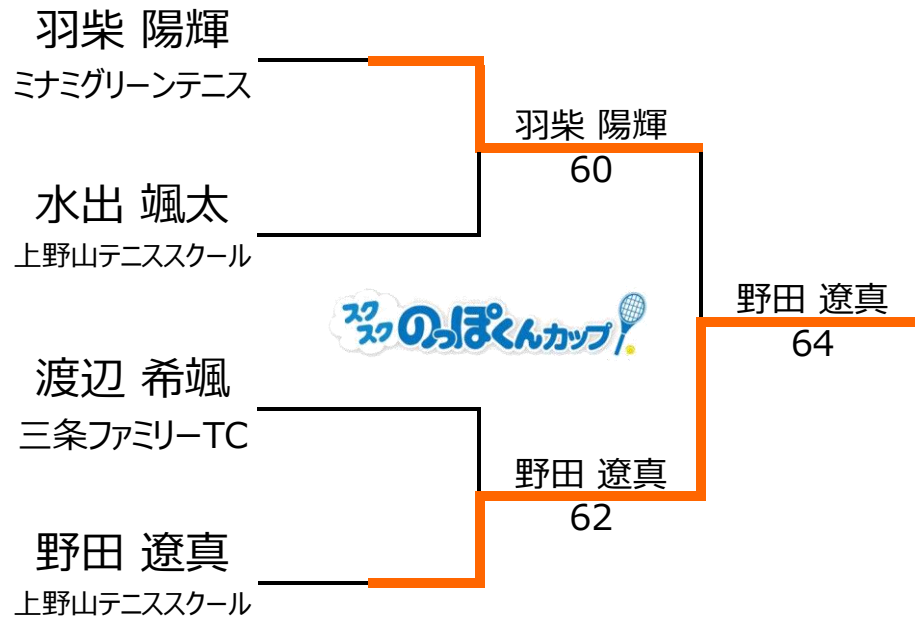 羽柴 陽輝
ミナミグリーンテニス
羽柴 陽輝
60
水出 颯太
上野山テニススクール
スクスク のっぽくんカップ
野田 遼真
64
渡辺 希颯
三条ファミリーTC
野田 遼真
62
野田 遼真
上野山テニススクール